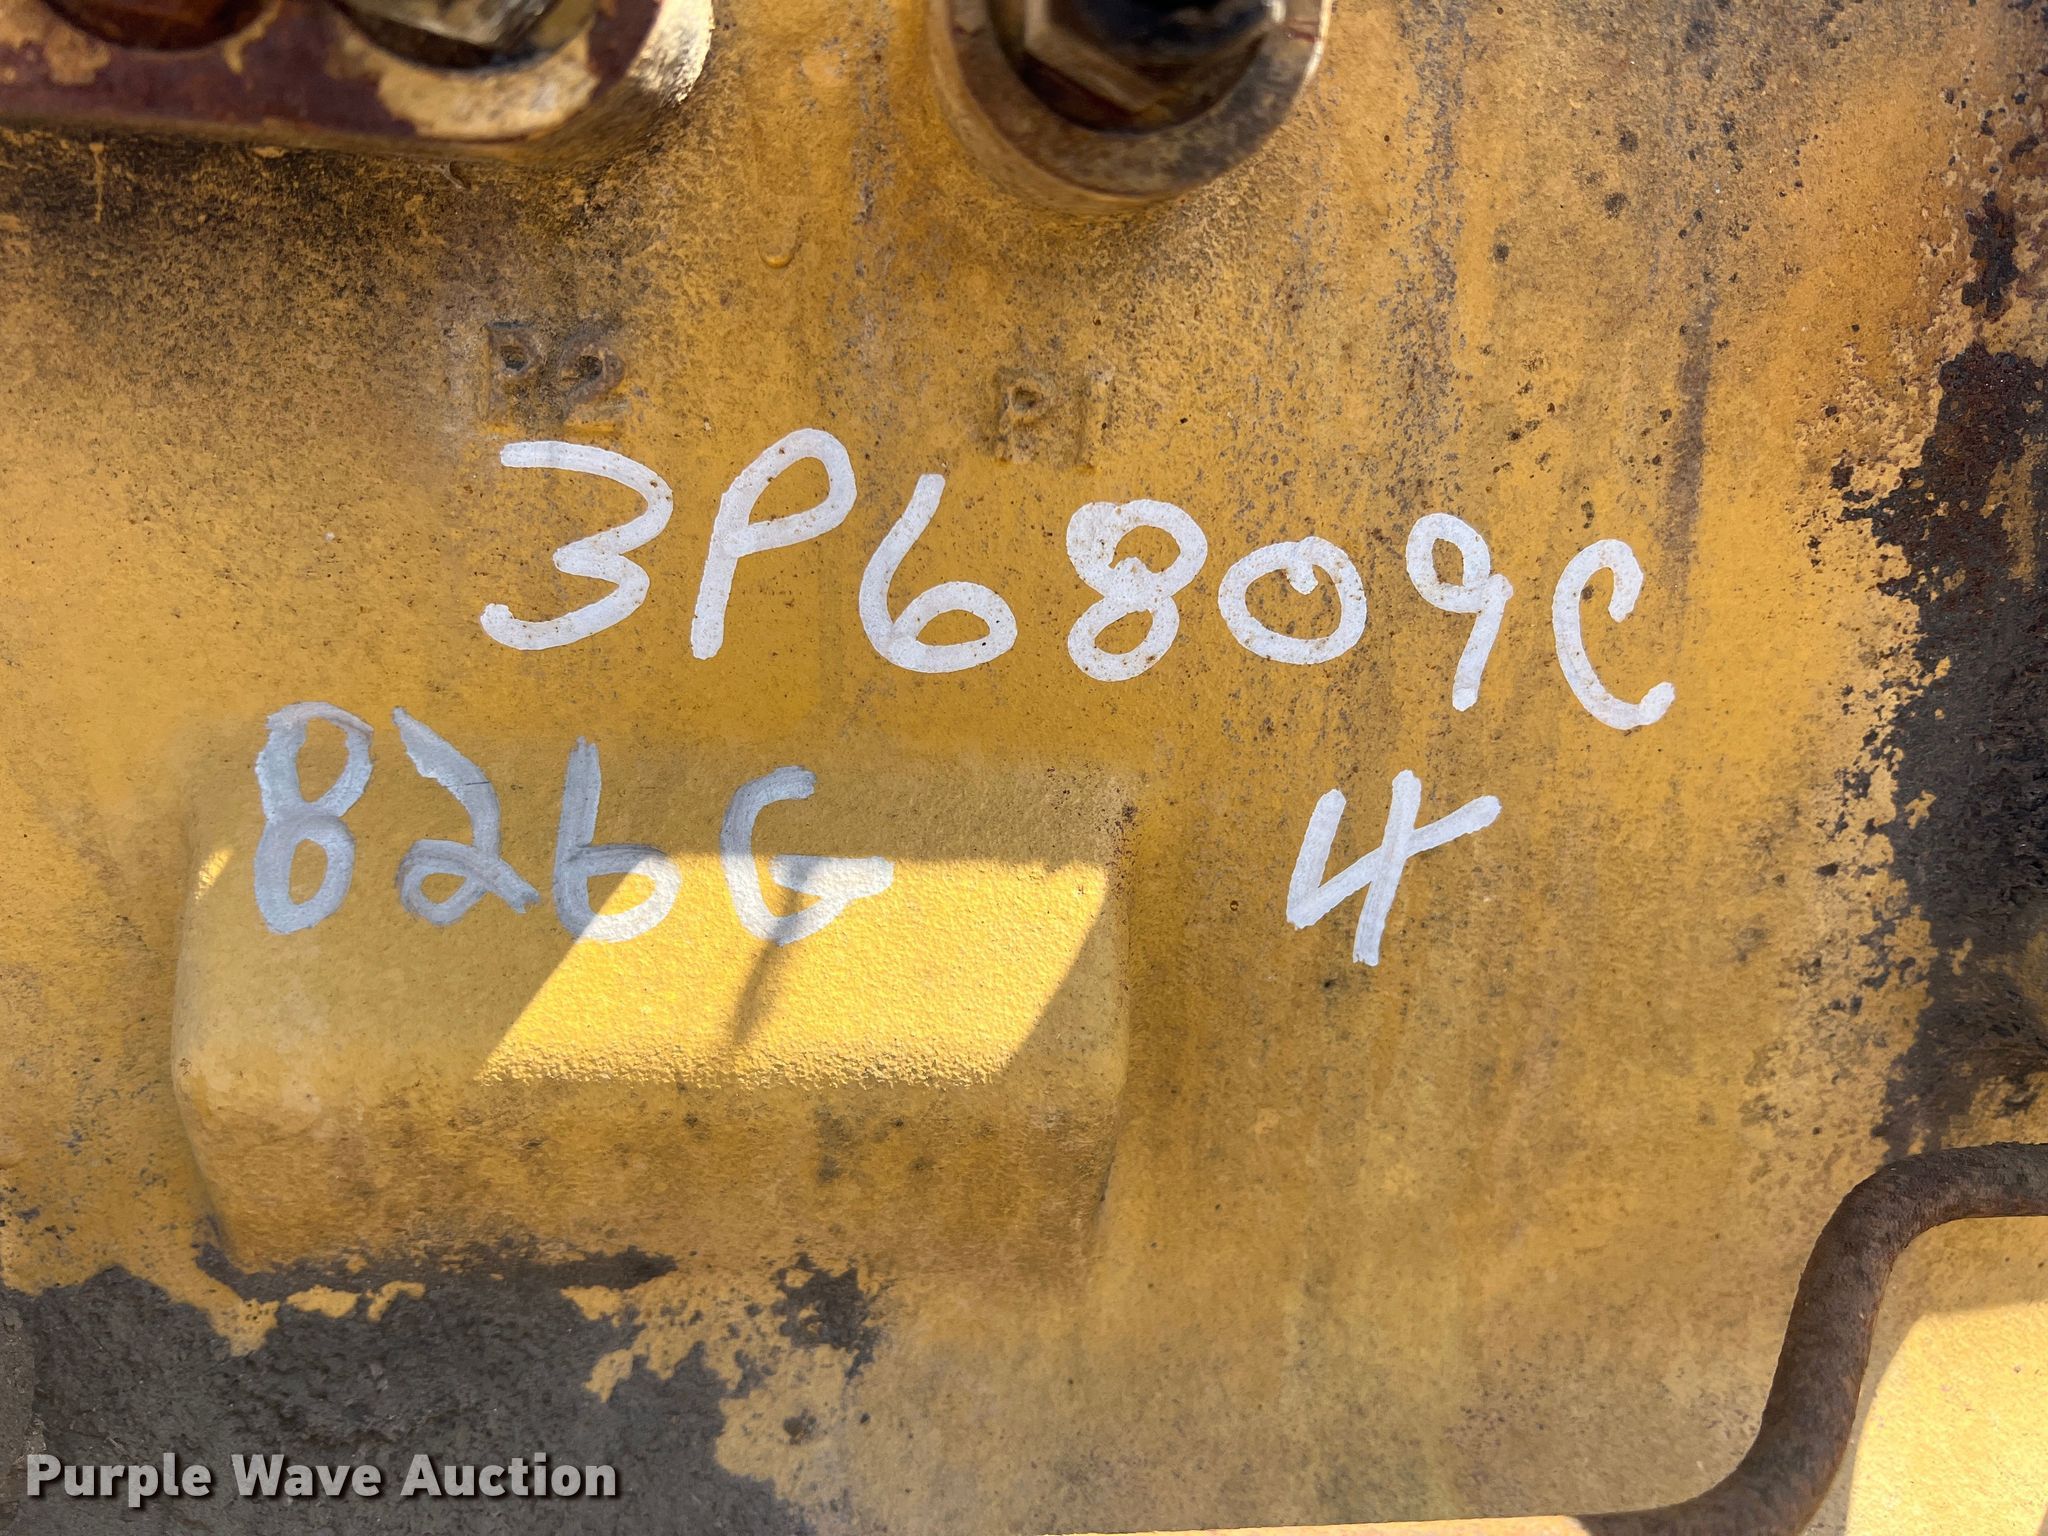 P2 P1
3P6809C
826G 4
Purple Wave Auction